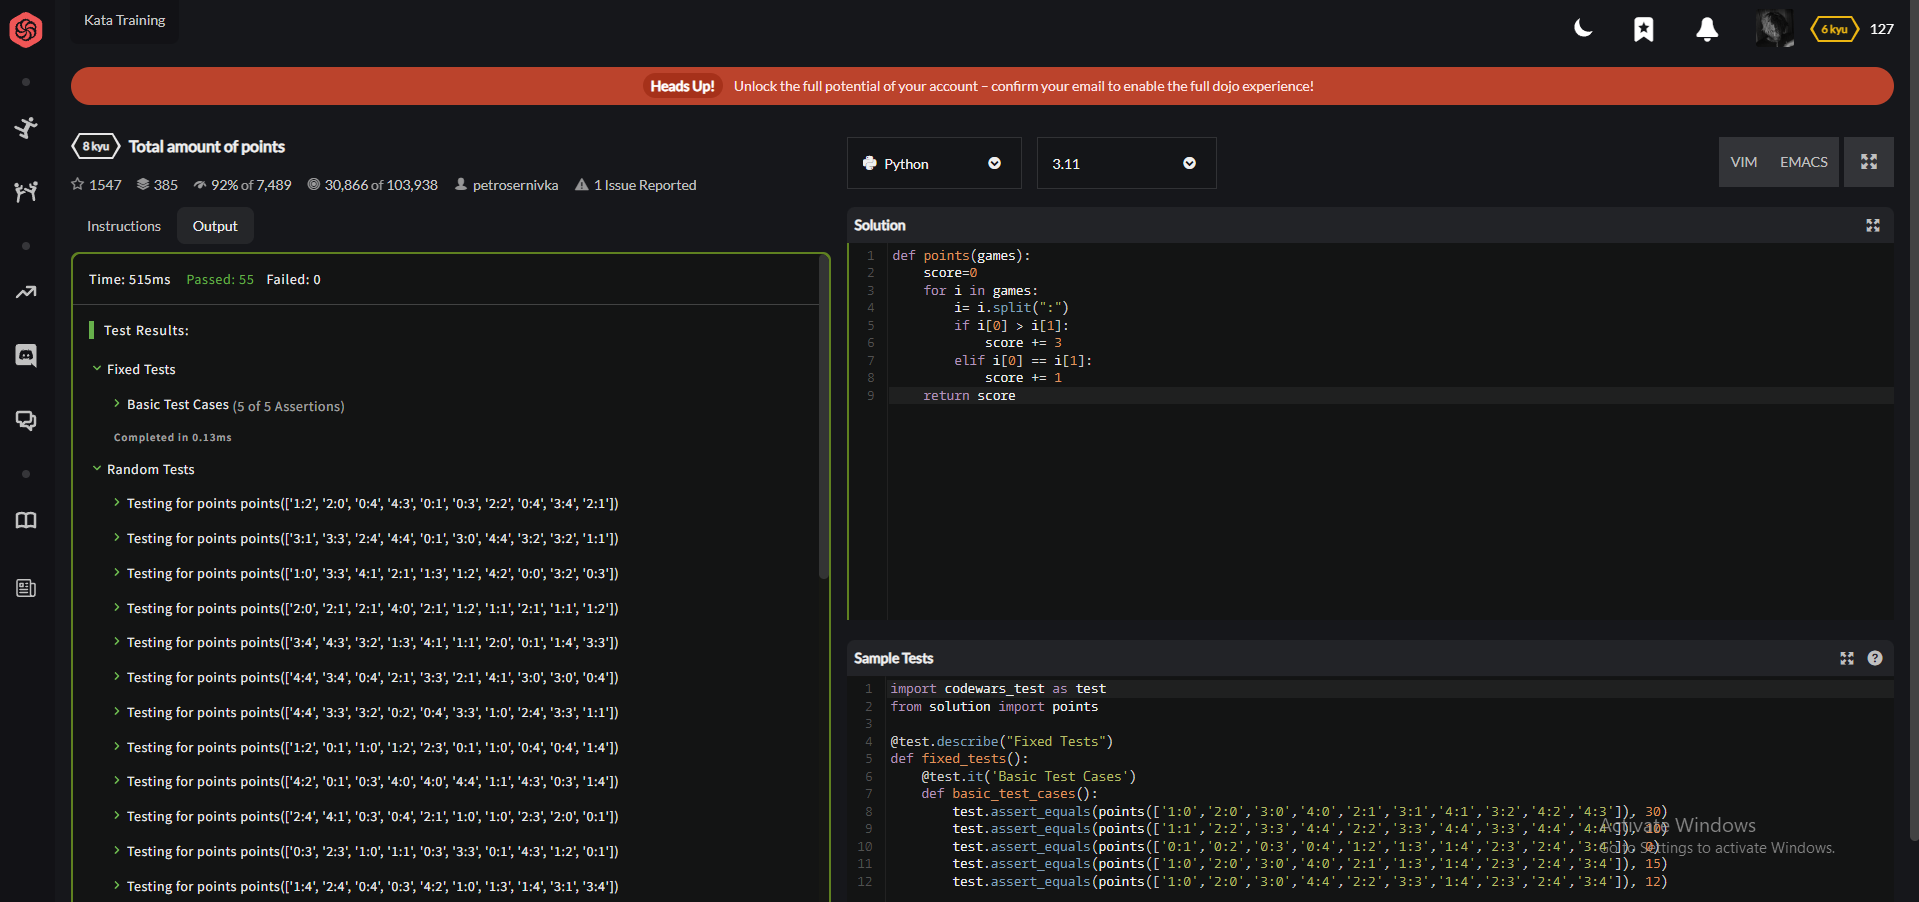 Kata Training
6 kyu 127
Heads Up! Unlock the full potential of your account – confirm your email to enable the full dojo experience!
8 kyu Total amount of points
1547 385 92% of 7,489 30,866 of 103,938 petrosernivka 1 Issue Reported
Instructions Output
Time: 515ms Passed: 55 Failed: 0
Test Results:
Fixed Tests
Basic Test Cases (5 of 5 Assertions)
Completed in 0.13ms
Random Tests
Testing for points points(['1:2', '2:0', '0:4', '4:3', '0:1', '0:3', '2:2', '0:4', '3:4', '2:1'])
Testing for points points(['3:1', '3:3', '2:4', '4:4', '0:1', '3:0', '4:4', '3:2', '3:2', '1:1'])
Testing for points points(['1:0', '3:3', '4:1', '2:1', '1:3', '1:2', '4:2', '0:0', '3:2', '0:3'])
Testing for points points(['2:0', '2:1', '2:1', '4:0', '2:1', '1:2', '1:1', '2:1', '1:1', '1:2'])
Testing for points points(['3:4', '4:3', '3:2', '1:3', '4:1', '1:1', '2:0', '0:1', '1:4', '3:3'])
Testing for points points(['4:4', '3:4', '0:4', '2:1', '3:3', '2:1', '4:1', '3:0', '3:0', '0:4'])
Testing for points points(['4:4', '3:3', '3:2', '0:2', '0:4', '3:3', '1:0', '2:4', '3:3', '1:1'])
Testing for points points(['1:2', '0:1', '1:0', '1:2', '2:3', '0:1', '1:0', '0:4', '0:4', '1:4'])
Testing for points points(['4:2', '0:1', '0:3', '4:0', '4:0', '4:4', '1:1', '4:3', '0:3', '1:4'])
Testing for points points(['2:4', '4:1', '0:3', '0:4', '2:1', '1:0', '1:0', '2:3', '2:0', '0:1'])
Testing for points points(['0:3', '2:3', '1:0', '1:1', '0:3', '3:3', '0:1', '4:3', '1:2', '0:1'])
Testing for points points(['1:4', '2:4', '0:4', '0:3', '4:2', '1:0', '1:3', '1:4', '3:1', '3:4'])
Python
3.11
VIM EMACS
Solution
1 def points(games):
2 score=0
3 for i in games:
4 i= i.split(":")
5 if i[0] > i[1]:
6 score += 3
7 elif i[0] == i[1]:
8 score += 1
9 return score
Sample Tests
1 import codewars_test as test
2 from solution import points
3
4 @test.describe("Fixed Tests")
5 def fixed_tests():
6 @test.it('Basic Test Cases')
7 def basic_test_cases():
8 test.assert_equals(points(['1:0','2:0','3:0','4:0','2:1','3:1','4:1','3:2','4:2','4:3']), 30)
9 test.assert_equals(points(['1:1','2:2','3:3','4:4','2:2','3:3','4:4','3:3','4:4','4:4']), 10)
10 test.assert_equals(points(['0:1','0:2','0:3','0:4','1:2','1:3','1:4','2:3','2:4','3:4']), 0)
11 test.assert_equals(points(['1:0','2:0','3:0','4:0','2:1','1:3','1:4','2:3','2:4','3:4']), 15)
12 test.assert_equals(points(['1:0','2:0','3:0','4:4','2:2','3:3','1:4','2:3','2:4','3:4']), 12)
Activate Windows
Go to Settings to activate Windows.